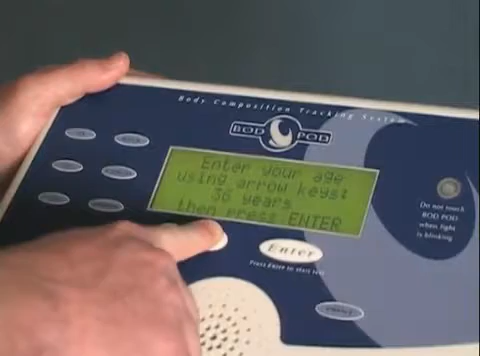 Body Composition Tracking System
BOD POD
Enter your age
using arrow keys:
36 years
then press ENTER
Enter
Press Enter to start test
Do not touch
BOD POD
when light
is blinking